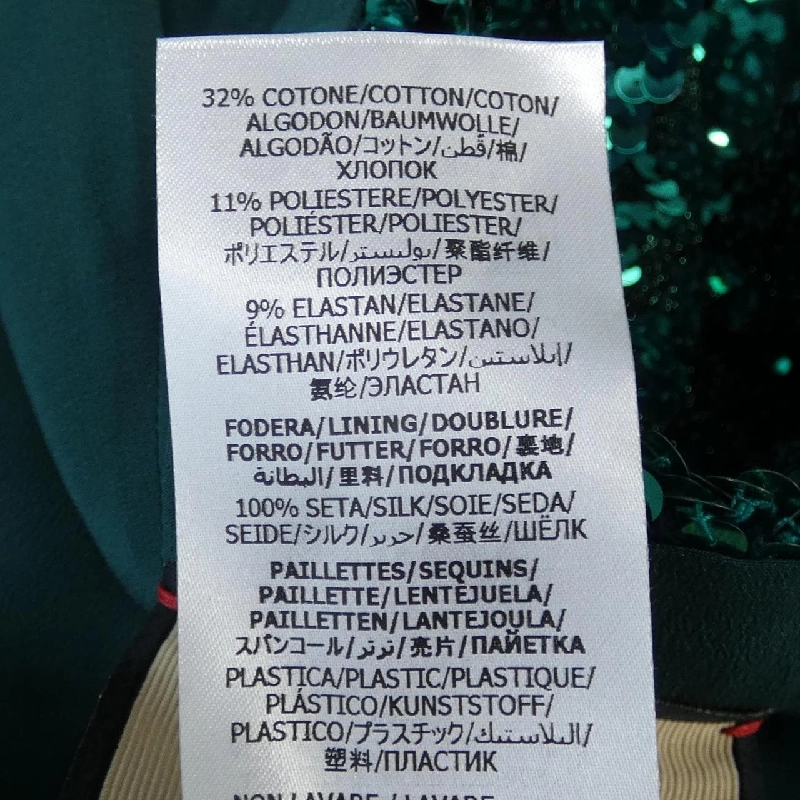 32% COTONE/COTTON/COTON/
ALGODON/BAUMWOLLE/
ALGODÃO/コットン/قُطن/棉/
ХЛОПОК
11% POLIESTERE/POLYESTER/
POLIÉSTER/POLIESTER/
ポリエステル/بوليستر/聚酯纤维/
ПОЛИЭСТЕР
9% ELASTAN/ELASTANE/
ÉLASTHANNE/ELASTANO/
ELASTHAN/ポリウレタン/إيلاستين/
氨纶/ЭЛАСТАН
FODERA/LINING/DOUBLURE/
FORRO/FUTTER/FORRO/裏地/
البطانة/里料/ПОДКЛАДКА
100% SETA/SILK/SOIE/SEDA/
SEIDE/シルク/حرير/桑蚕丝/ШЁЛК
PAILLETTES/SEQUINS/
PAILLETTE/LENTEJUELA/
PAILLETTEN/LANTEJOULA/
スパンコール/ترتر/亮片/ПАЙЕТКА
PLASTICA/PLASTIC/PLASTIQUE/
PLÁSTICO/KUNSTSTOFF/
PLASTICO/プラスチック/البلاستيك/
塑料/ПЛАСТИК
NON LAVARE/LAVARE